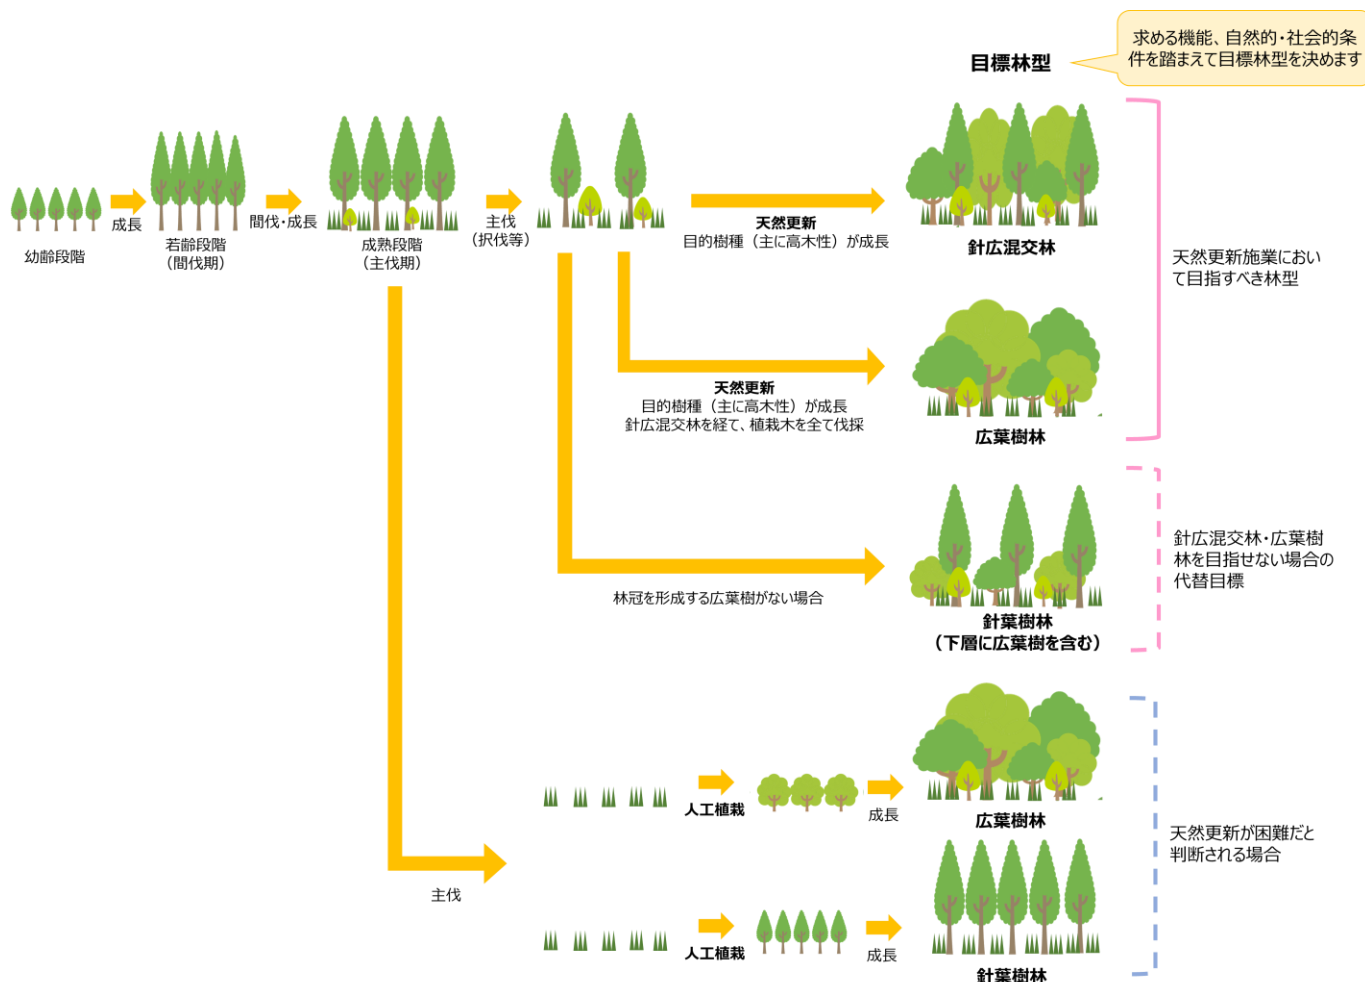 求める機能、自然的・社会的条
件を踏まえて目標林型を決めます
目標林型
幼齢段階
成長
若齢段階
（間伐期）
間伐・成長
成熟段階
（主伐期）
主伐
（択伐等）
天然更新
目的樹種（主に高木性）が成長
針広混交林
天然更新施業におい
て目指すべき林型
天然更新
目的樹種（主に高木性）が成長
針広混交林を経て、植栽木を全て伐採
広葉樹林
林冠を形成する広葉樹がない場合
針葉樹林
（下層に広葉樹を含む）
針広混交林・広葉樹
林を目指せない場合の
代替目標
主伐
人工植栽
成長
広葉樹林
人工植栽
成長
針葉樹林
天然更新が困難だと
判断される場合